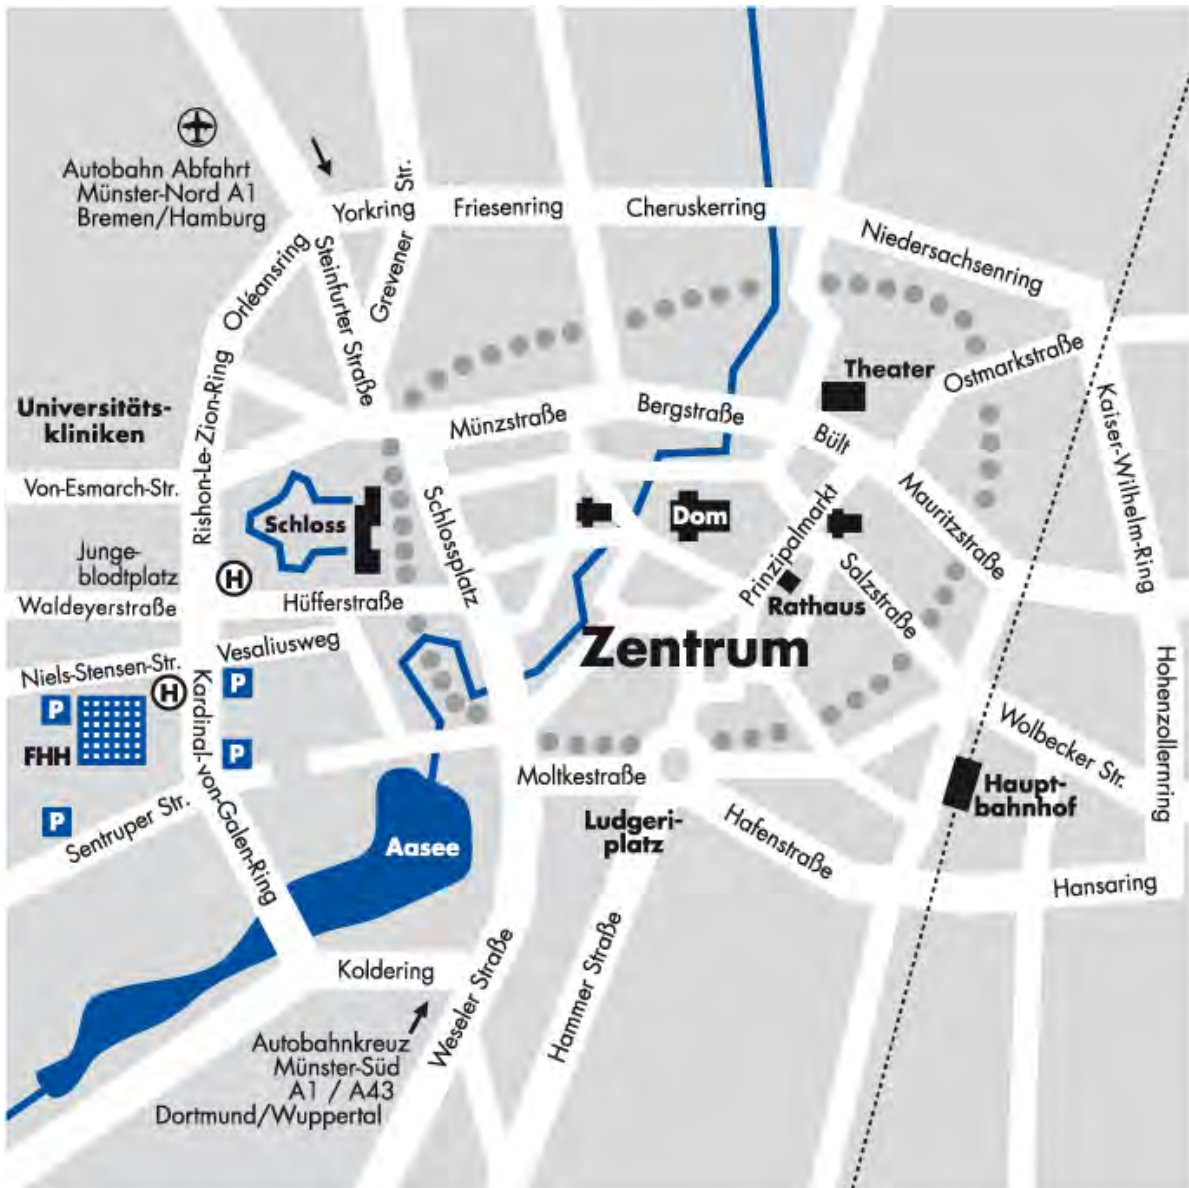 Autobahn Abfahrt
Münster-Nord A1
Bremen/Hamburg
Yorkring
Grevener Str.
Friesenring
Cheruskerring
Niedersachsenring
Orléansring
Steinfurter Straße
Rishon-Le-Zion-Ring
Universitäts-
kliniken
Münzstraße
Bergstraße
Theater
Bült
Ostmarkstraße
Kaiser-Wilhelm-Ring
Von-Esmarch-Str.
Schloss
Schlossplatz
Dom
Prinzipalmarkt
Mauritzstraße
Salzstraße
Rathaus
Junge-
blodtplatz
H
Waldeyerstraße
Hüfferstraße
Zentrum
Vesaliusweg
Niels-Stensen-Str.
H
P
P
FHH
P
P
Kardinal-von-Galen-Ring
Sentruper Str.
Moltkestraße
Ludgeri-
platz
Hafenstraße
Haupt-
bahnhof
Wolbecker Str.
Hohenzollernring
Hansaring
Aasee
Koldering
Weseler Straße
Hammer Straße
Autobahnkreuz
Münster-Süd
A1 / A43
Dortmund/Wuppertal